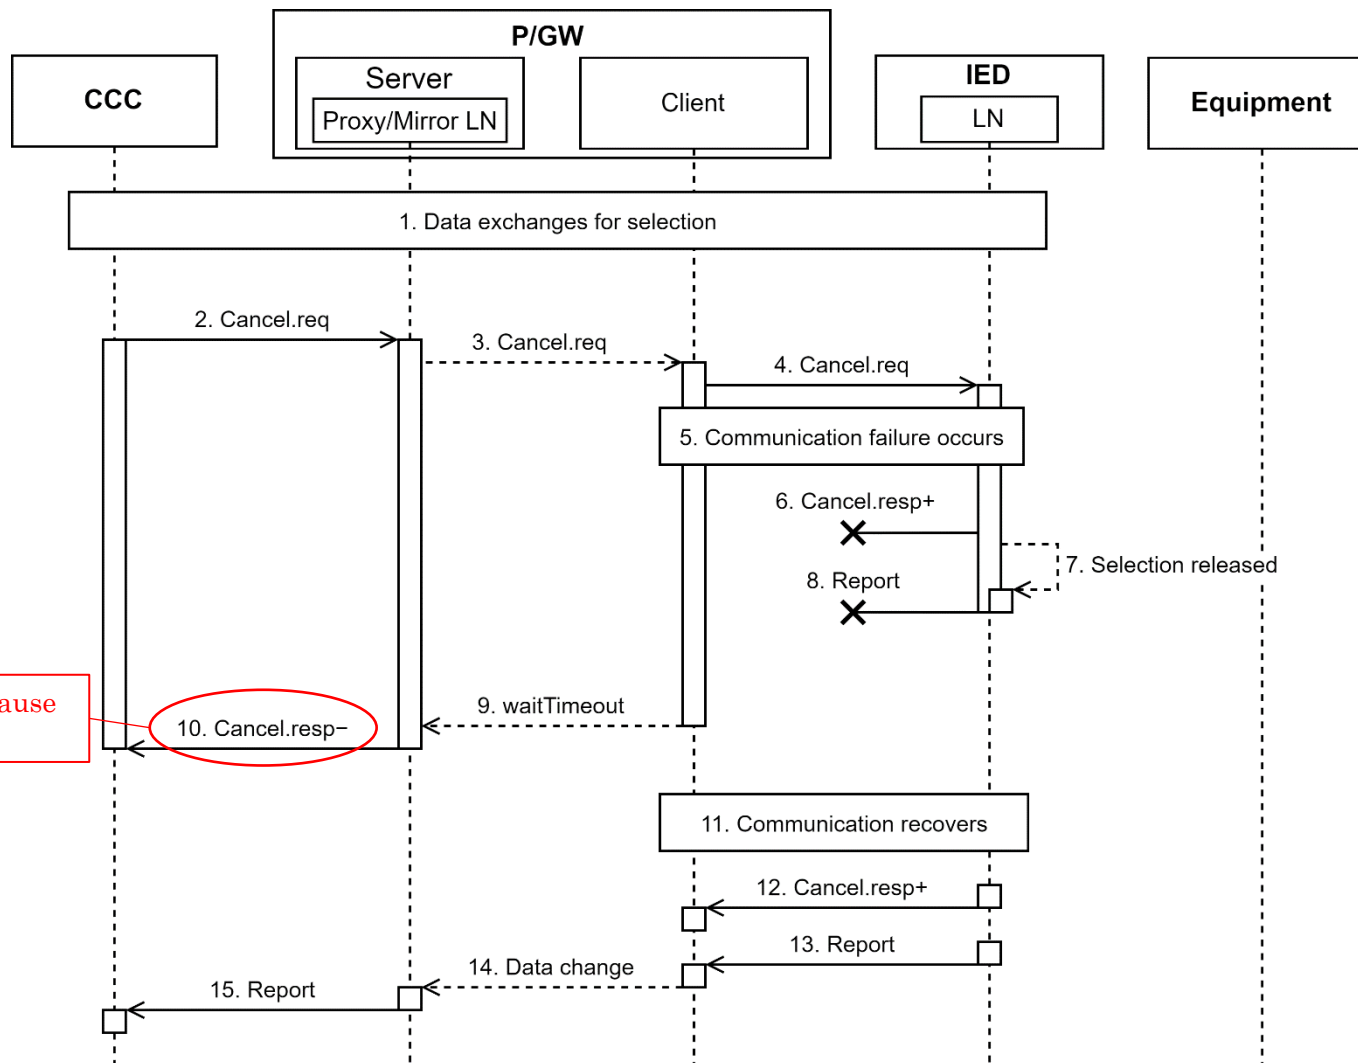 P/GW
CCC
Server
Proxy/Mirror LN
Client
IED
LN
Equipment
1. Data exchanges for selection
2. Cancel.req
3. Cancel.req
4. Cancel.req
5. Communication failure occurs
6. Cancel.resp+
7. Selection released
8. Report
9. waitTimeout
ause
10. Cancel.resp−
11. Communication recovers
12. Cancel.resp+
13. Report
14. Data change
15. Report